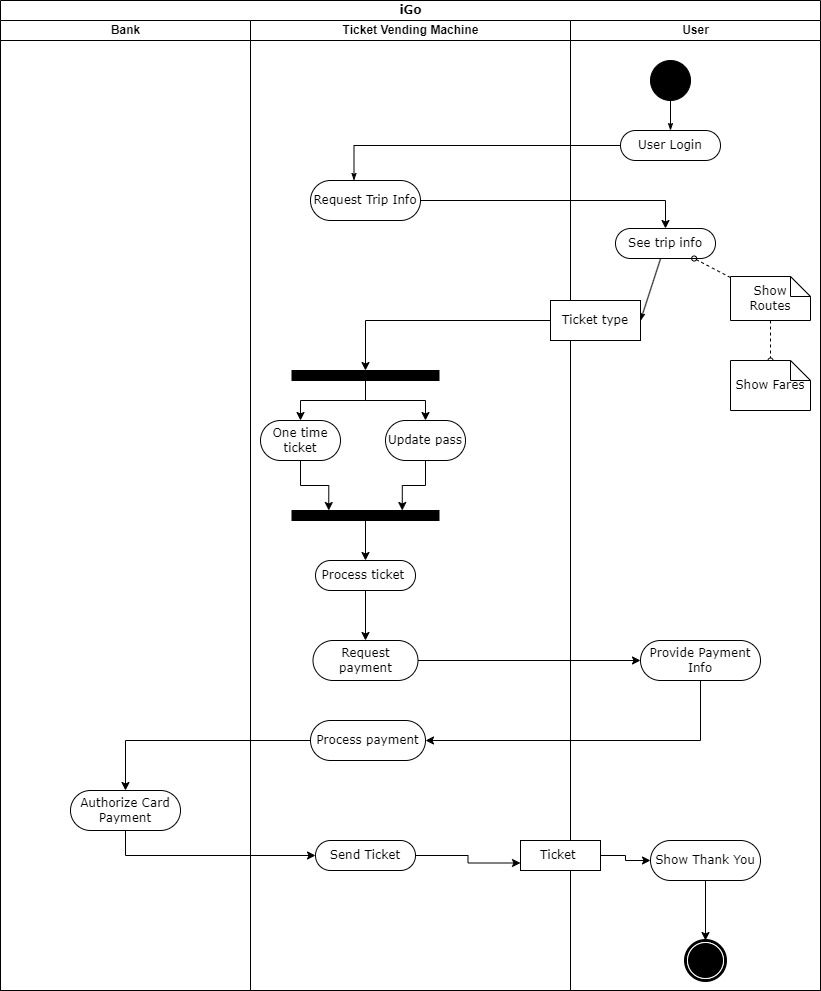 iGo
Bank
Ticket Vending Machine
User
User Login
Request Trip Info
See trip info
Show
Routes
Ticket type
Show Fares
One time
ticket
Update pass
Process ticket
Request
payment
Provide Payment
Info
Process payment
Authorize Card
Payment
Send Ticket
Ticket
Show Thank You